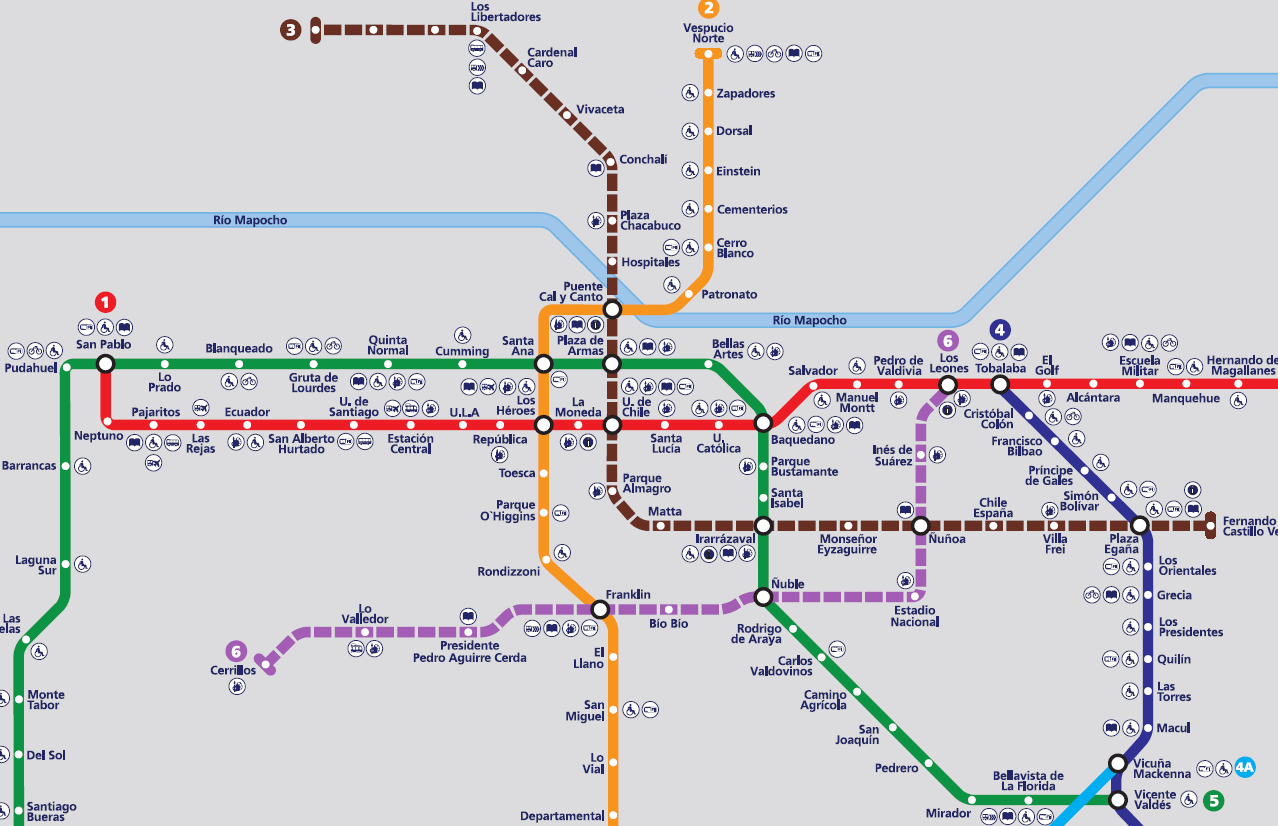 Los
Libertadores
3
2
Vespucio
Norte
Cardenal
Caro
Zapadores
Vivaceta
Dorsal
Conchalí
Einstein
Plaza
Chacabuco
Cementerios
Río Mapocho
Cerro
Blanco
Hospitales
Puente
Cal y Canto
Patronato
1
Río Mapocho
San Pablo
Pudahuel
Lo
Prado
Blanqueado
Gruta de
Lourdes
Quinta
Normal
Cumming
Santa
Ana
Plaza de
Armas
Bellas
Artes
6
Los
Leones
4
Tobalaba
Salvador
Manuel
Montt
Pedro de
Valdivia
El
Golf
Alcántara
Escuela
Militar
Manquehue
Hernando de
Magallanes
Neptuno
Pajaritos
Las
Rejas
Ecuador
San Alberto
Hurtado
U. de
Santiago
Estación
Central
U.L.A
República
Los
Héroes
La
Moneda
U. de
Chile
Santa
Lucía
U.
Católica
Baquedano
Cristóbal
Colón
Francisco
Bilbao
Príncipe
de Gales
Simón
Bolívar
Barrancas
Toesca
Parque
Bustamante
Inés de
Suárez
Parque
Almagro
Santa
Isabel
Parque
O`Higgins
Matta
Irarrázaval
Monseñor
Eyzaguirre
Ñuñoa
Chile
España
Villa
Frei
Plaza
Egaña
Fernando
Castillo Ve
Laguna
Sur
Rondizzoni
Los
Orientales
Franklin
Ñuble
Grecia
Las
elas
Lo
Valledor
Presidente
Pedro Aguirre Cerda
Bío Bío
Estadio
Nacional
Los
Presidentes
6
Cerrillos
El
Llano
Rodrigo
de Araya
Carlos
Valdovinos
Quilín
Monte
Tabor
San
Miguel
Camino
Agrícola
Las
Torres
San
Joaquín
Macul
Del Sol
Lo
Vial
Pedrero
Vicuña
Mackenna
4A
Bellavista de
La Florida
Mirador
Vicente
Valdés
5
Santiago
Bueras
Departamental